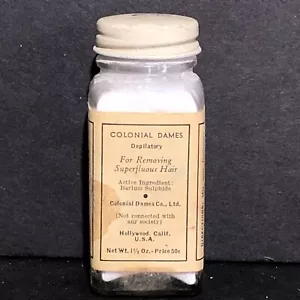 COLONIAL DAMES
Depilatory
For Removing
Superfluous Hair
Active Ingredient:
Barium Sulphide
Colonial Dames Co., Ltd.
(Not connected with
any society)
Hollywood, Calif.
U.S.A.
Net Wt. 1½ Oz. - Price 50c